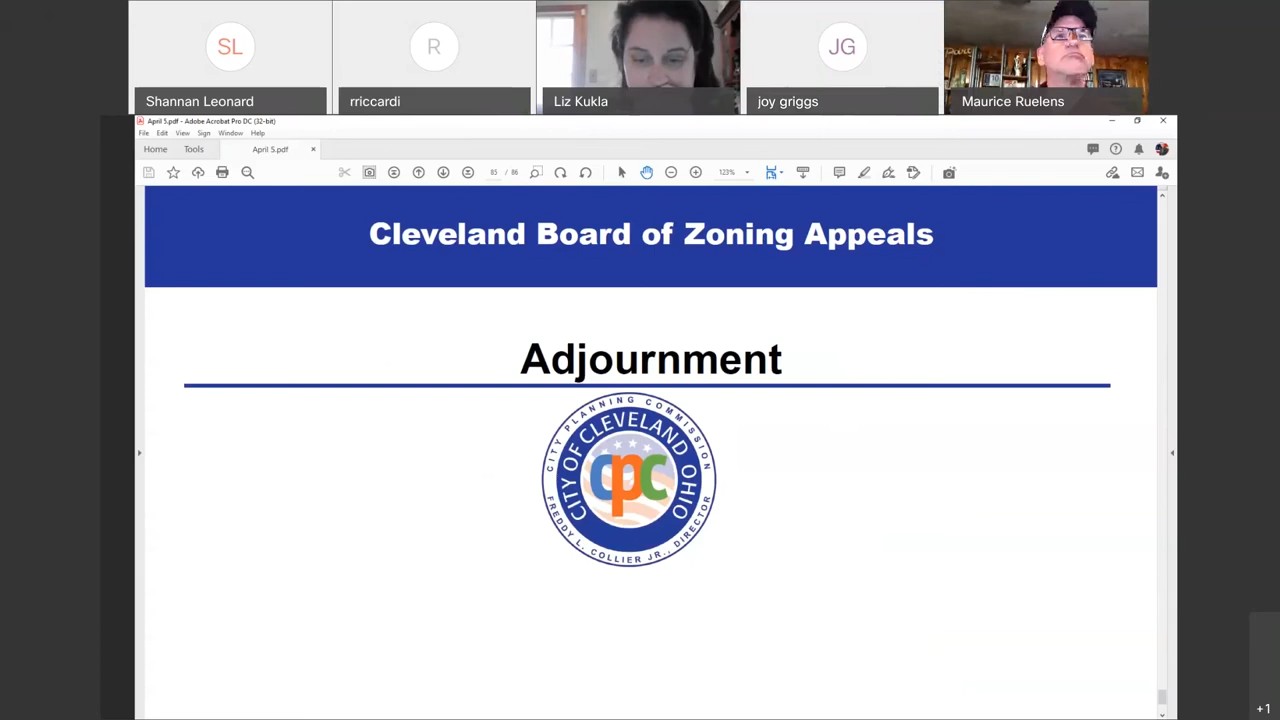 SL
R
JG
Shannan Leonard
rriccardi
Liz Kukla
joy griggs
Maurice Ruelens
April 5.pdf - Adobe Acrobat Pro DC (32-bit)
File Edit View Sign Window Help
Home Tools April 5.pdf
85 / 86 123%
Cleveland Board of Zoning Appeals
Adjournment
CITY PLANNING COMMISSION
CITY OF CLEVELAND OHIO
cpc
FREDDY L. COLLIER JR., DIRECTOR
+1